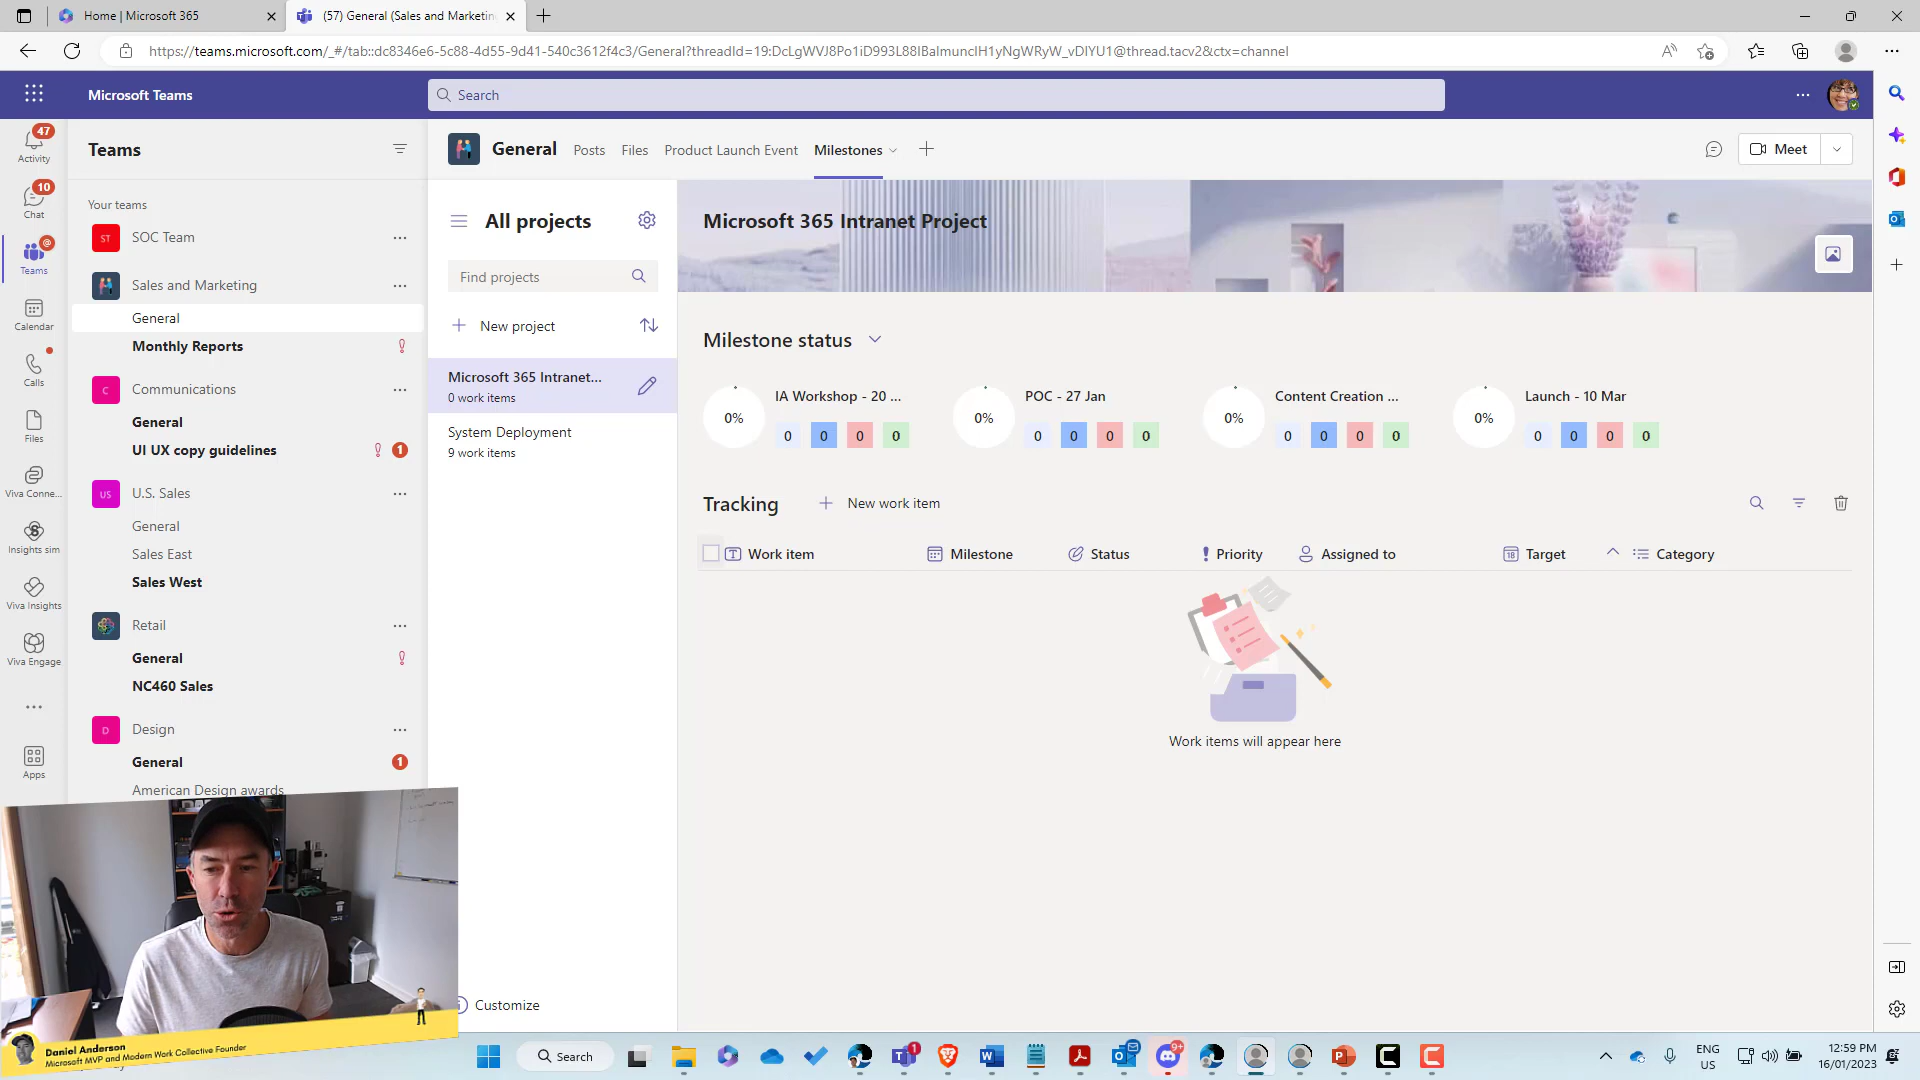 Home | Microsoft 365
(57) General (Sales and Marketin
https://teams.microsoft.com/_#/tab::dc8346e6-5c88-4d55-9d41-540c3612f4c3/General?threadId=19:DcLgWVJ8Po1iD993L88IBaImuncIH1yNgWRyW_vDIYU1@thread.tacv2&ctx=channel
Microsoft Teams
Search
47
Activity
10
Chat
Teams
Calendar
Calls
Files
Viva Conne...
Insights sim
Viva Insights
Viva Engage
Apps
Teams
Your teams
ST
SOC Team
Sales and Marketing
General
Monthly Reports
C
Communications
General
UI UX copy guidelines
1
US
U.S. Sales
General
Sales East
Sales West
Retail
General
NC460 Sales
D
Design
General
1
American Design awards
General
Posts
Files
Product Launch Event
Milestones
Meet
All projects
Find projects
New project
Microsoft 365 Intranet...
0 work items
System Deployment
9 work items
Customize
Microsoft 365 Intranet Project
Milestone status
0%
IA Workshop - 20 ...
0 0 0 0
0%
POC - 27 Jan
0 0 0 0
0%
Content Creation ...
0 0 0 0
0%
Launch - 10 Mar
0 0 0 0
Tracking
New work item
Work item
Milestone
Status
Priority
Assigned to
18
Target
Category
Work items will appear here
Daniel Anderson
Microsoft MVP and Modern Work Collective Founder
Search
1
9+
ENG
US
12:59 PM
16/01/2023